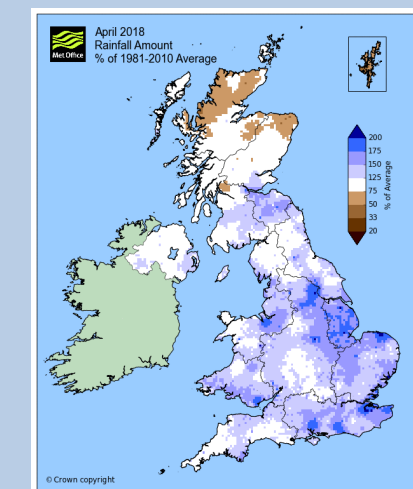 April 2018
Rainfall Amount
% of 1981-2010 Average
Met Office
200
175
150
125
75
50
33
20
% of Average
© Crown copyright